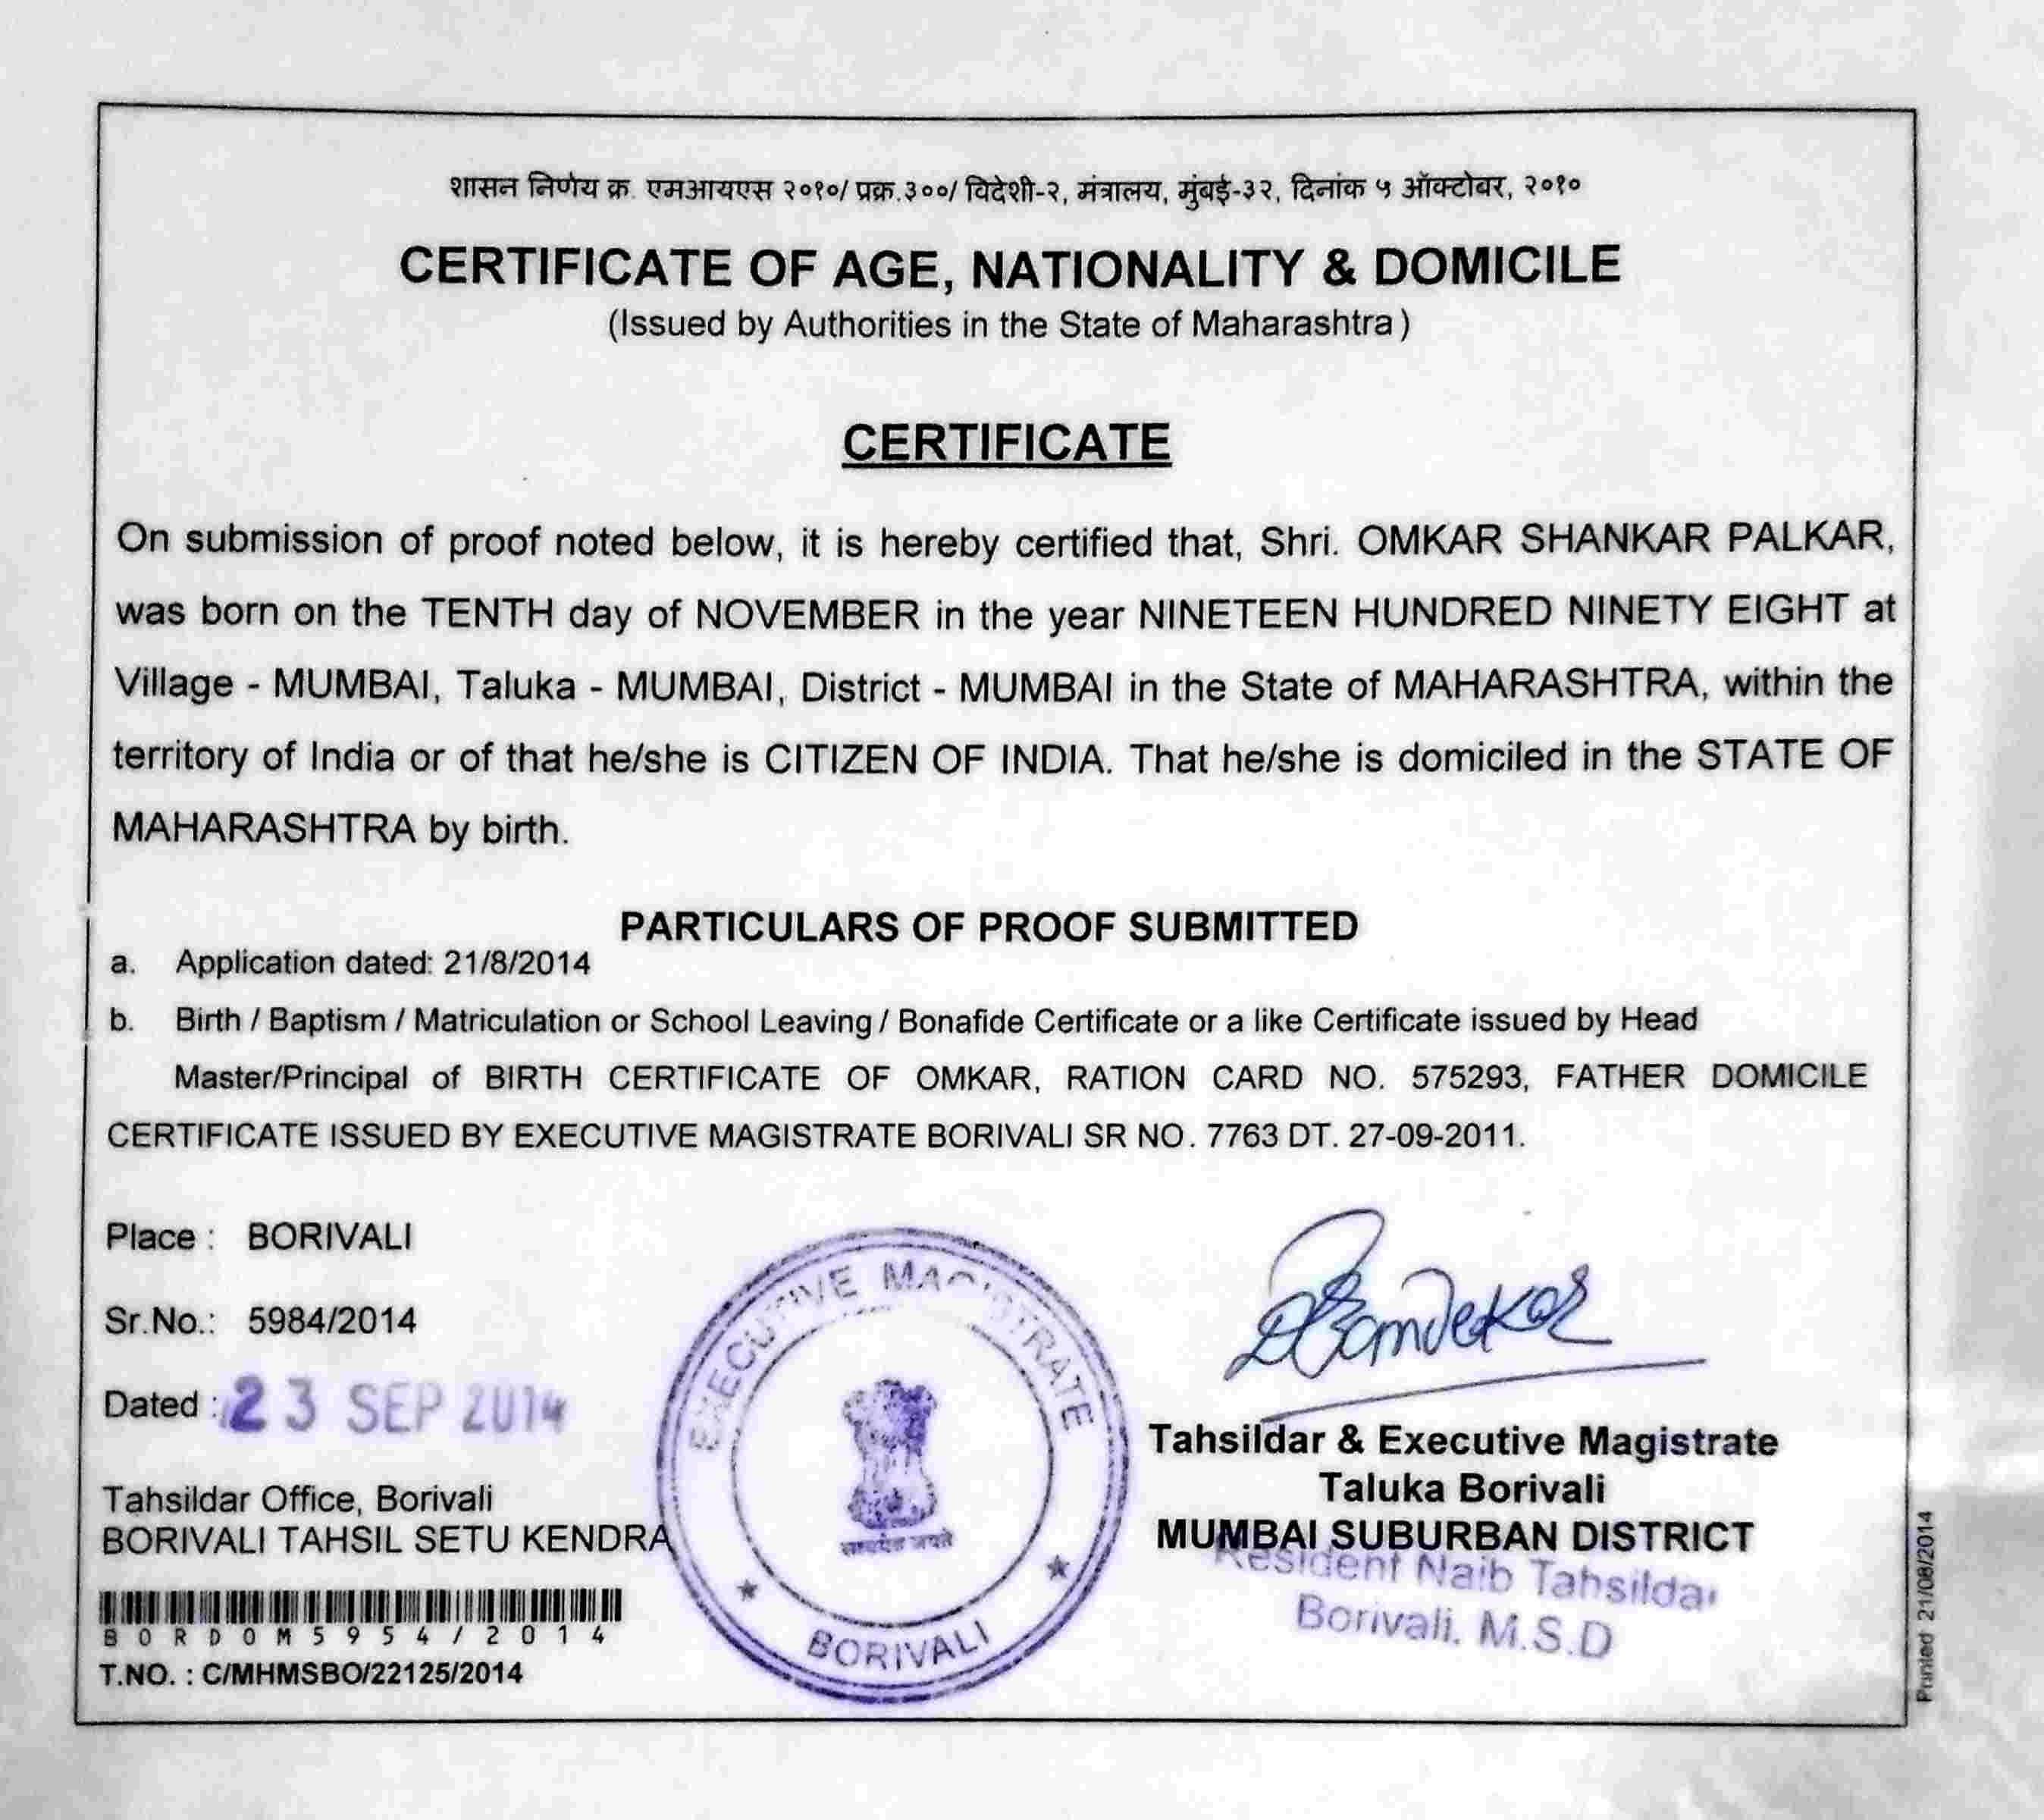 शासन निर्णय क्र. एमआयएस २०१०/ प्रक्र.३००/ विदेशी-२, मंत्रालय, मुंबई-३२, दिनांक ५ ऑक्टोबर, २०१०
CERTIFICATE OF AGE, NATIONALITY & DOMICILE
(Issued by Authorities in the State of Maharashtra)
CERTIFICATE
On submission of proof noted below, it is hereby certified that, Shri. OMKAR SHANKAR PALKAR,
was born on the TENTH day of NOVEMBER in the year NINETEEN HUNDRED NINETY EIGHT at
Village - MUMBAI, Taluka - MUMBAI, District - MUMBAI in the State of MAHARASHTRA, within the
territory of India or of that he/she is CITIZEN OF INDIA. That he/she is domiciled in the STATE OF
MAHARASHTRA by birth.
PARTICULARS OF PROOF SUBMITTED
a. Application dated: 21/8/2014
b. Birth / Baptism / Matriculation or School Leaving / Bonafide Certificate or a like Certificate issued by Head
Master/Principal of BIRTH CERTIFICATE OF OMKAR, RATION CARD NO. 575293, FATHER DOMICILE
CERTIFICATE ISSUED BY EXECUTIVE MAGISTRATE BORIVALI SR NO. 7763 DT. 27-09-2011.
Place : BORIVALI
Sr.No.: 5984/2014
Dated : 23 SEP 2014
Tahsildar Office, Borivali
BORIVALI TAHSIL SETU KENDRA
BORDOM5954/2014
T.NO. : C/MHMSBO/22125/2014
EXECUTIVE MAGISTRATE
सत्यमेव जयते
BORIVALI
Tahsildar & Executive Magistrate
Taluka Borivali
MUMBAI SUBURBAN DISTRICT
Resident Naib Tahsildar
Borivali, M.S.D
Printed 21/08/2014